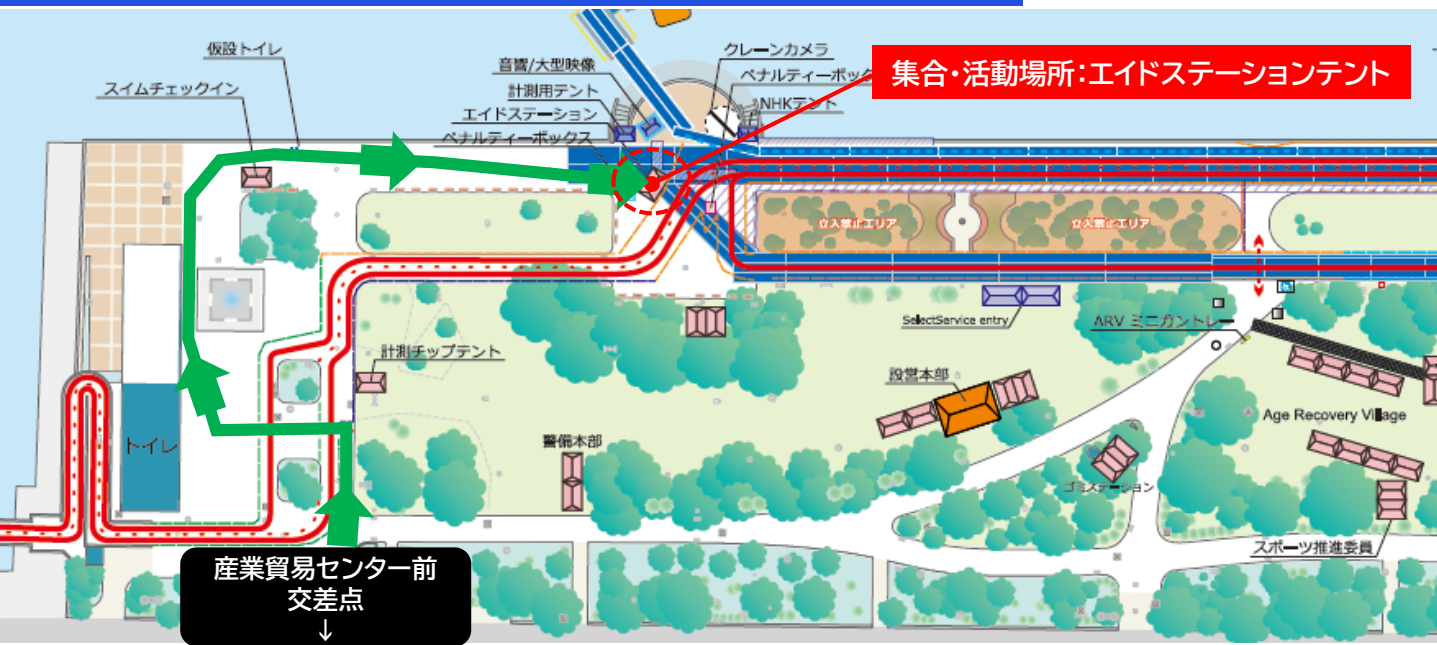 仮設トイレ
スイムチェックイン
音響/大型映像
計測用テント
エイドステーション
ペナルティーボックス
クレーンカメラ
ペナルティーボック
NHKテント
集合・活動場所：エイドステーションテント
立入禁止エリア
立入禁止エリア
SelectService entry
ARV ミニガントレー
計測チップテント
設営本部
Age Recovery Village
トイレ
警備本部
ゴミステーション
スポーツ推進委員
産業貿易センター前
交差点
↓